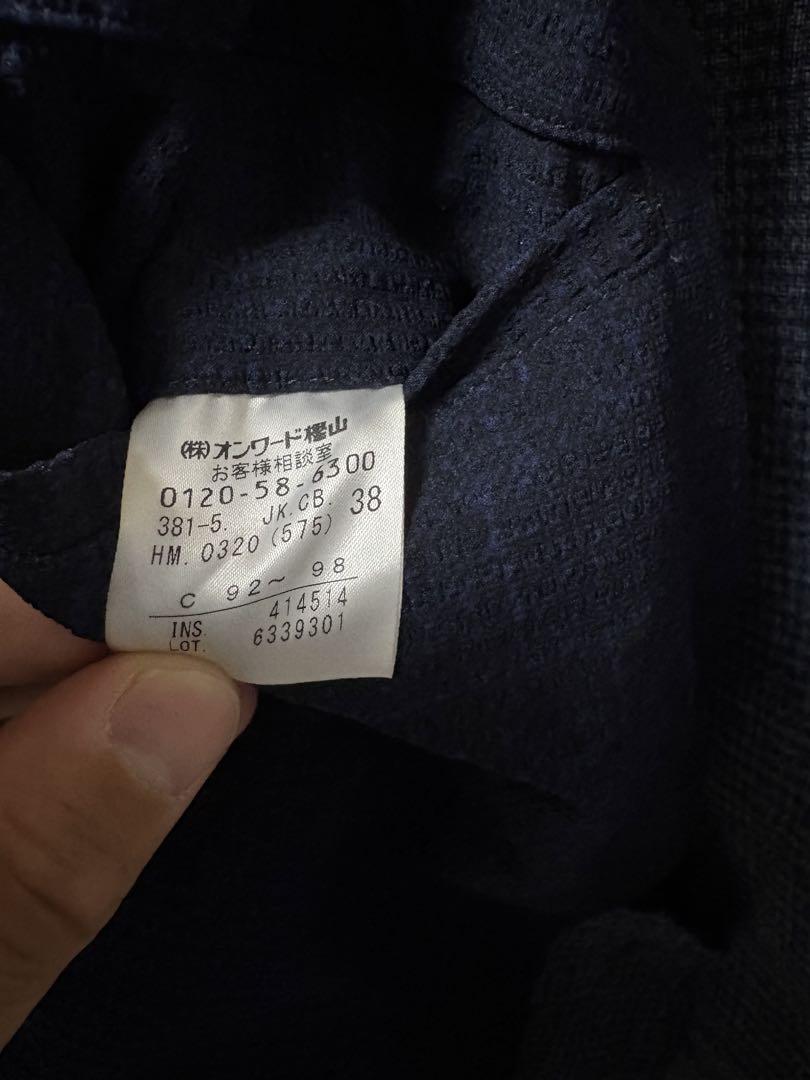 (株)オンワード樫山
お客様相談室
0120-58-6300
381-5. JK.CB. 38
HM. 0320 (575)
C 92～ 98
INS. 414514
LOT. 6339301